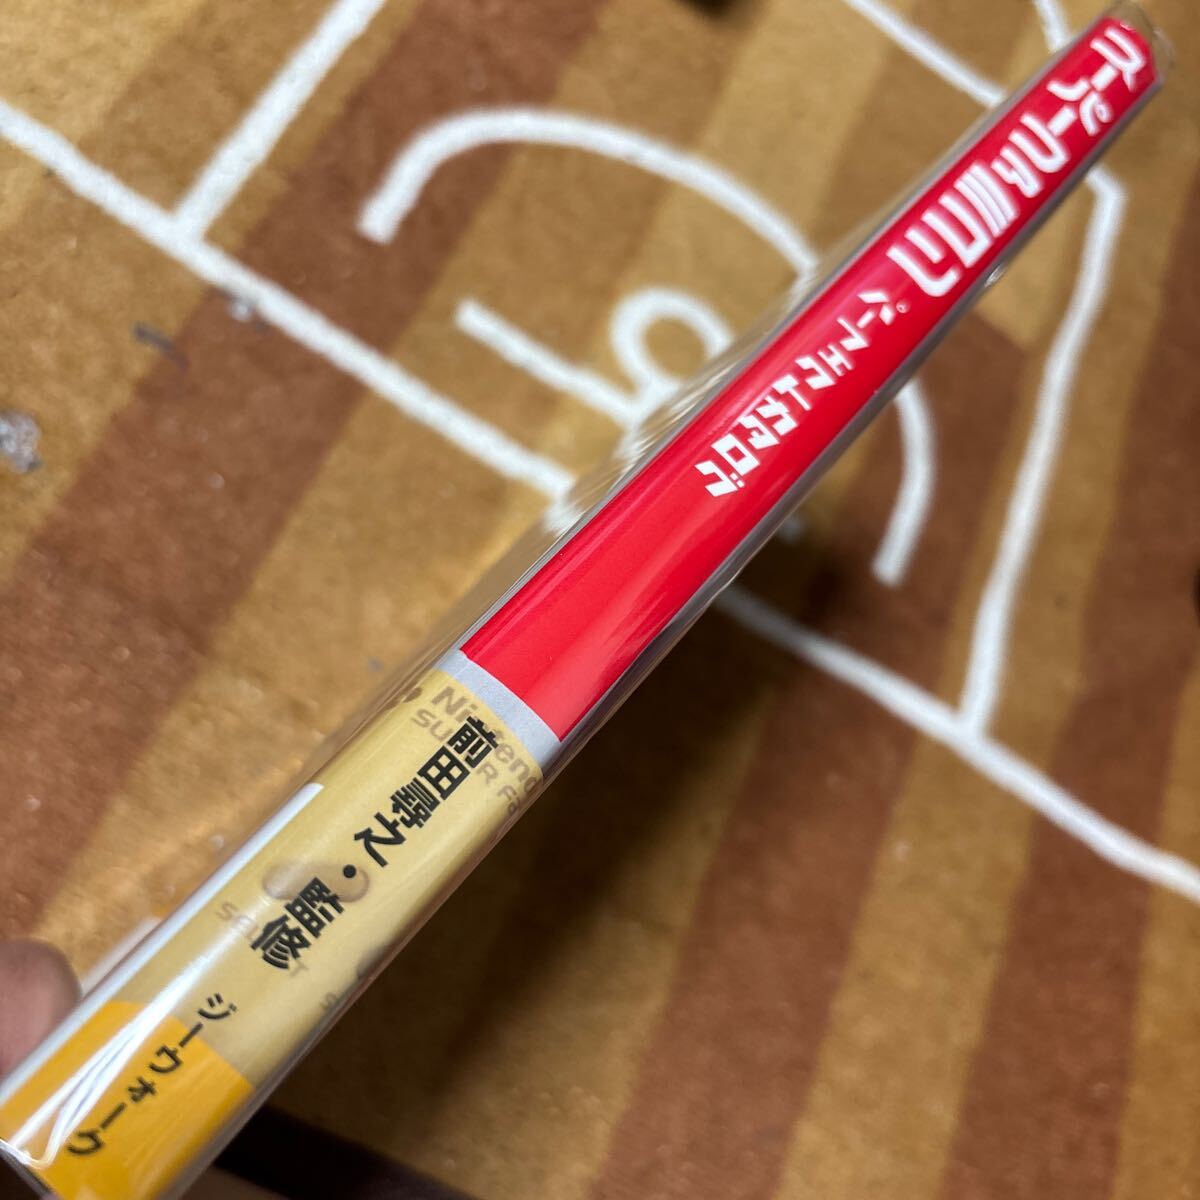 スーパーファミコン
パーフェクトカタログ
前田尋之・監修
ジーウォーク